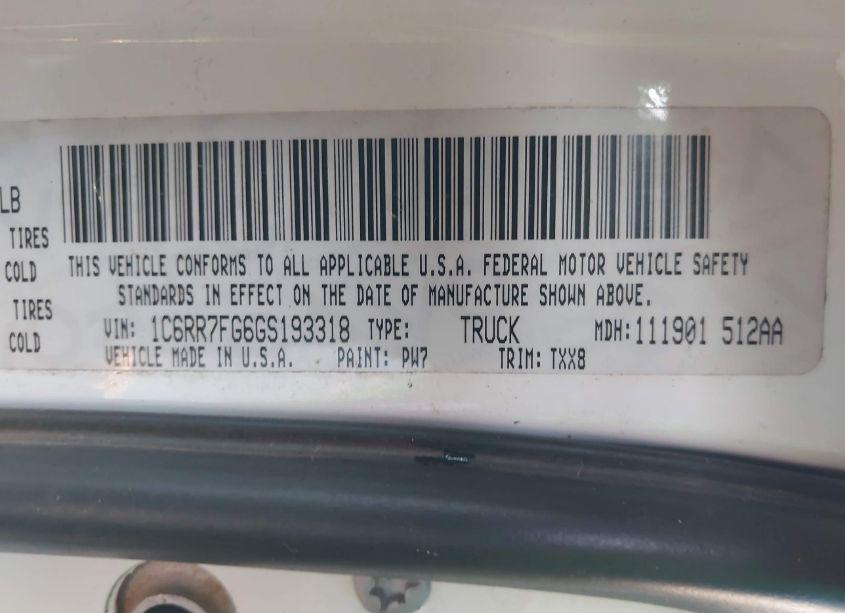 LB
TIRES
COLD
TIRES
COLD
THIS VEHICLE CONFORMS TO ALL APPLICABLE U.S.A. FEDERAL MOTOR VEHICLE SAFETY
STANDARDS IN EFFECT ON THE DATE OF MANUFACTURE SHOWN ABOVE.
VIN: 1C6RR7FG6GS193318 TYPE: TRUCK MDH: 111901 512AA
VEHICLE MADE IN U.S.A. PAINT: PW7 TRIM: TXX8